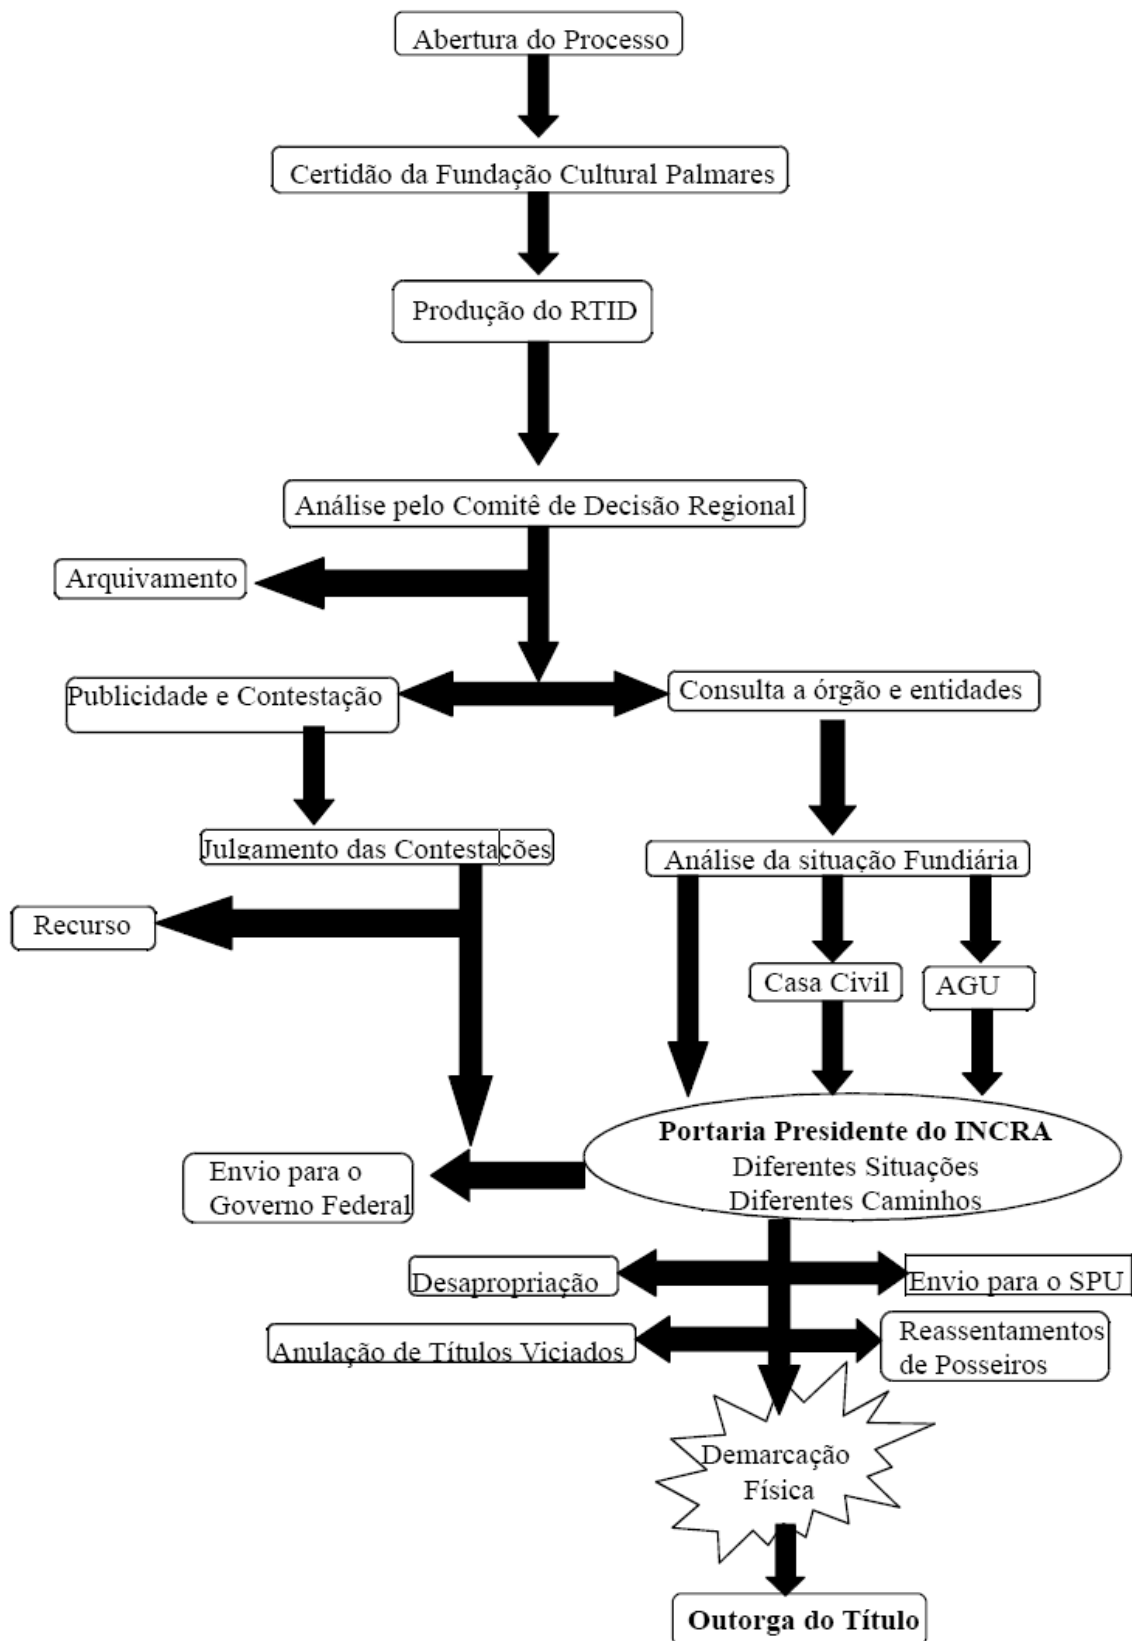 Abertura do Processo
Certidão da Fundação Cultural Palmares
Produção do RTID
Análise pelo Comitê de Decisão Regional
Arquivamento
Publicidade e Contestação
Consulta a órgão e entidades
Julgamento das Contestações
Análise da situação Fundiária
Recurso
Casa Civil
AGU
Portaria Presidente do INCRA
Diferentes Situações
Diferentes Caminhos
Envio para o
Governo Federal
Desapropriação
Envio para o SPU
Anulação de Títulos Viciados
Reassentamentos
de Posseiros
Demarcação
Física
Outorga do Título